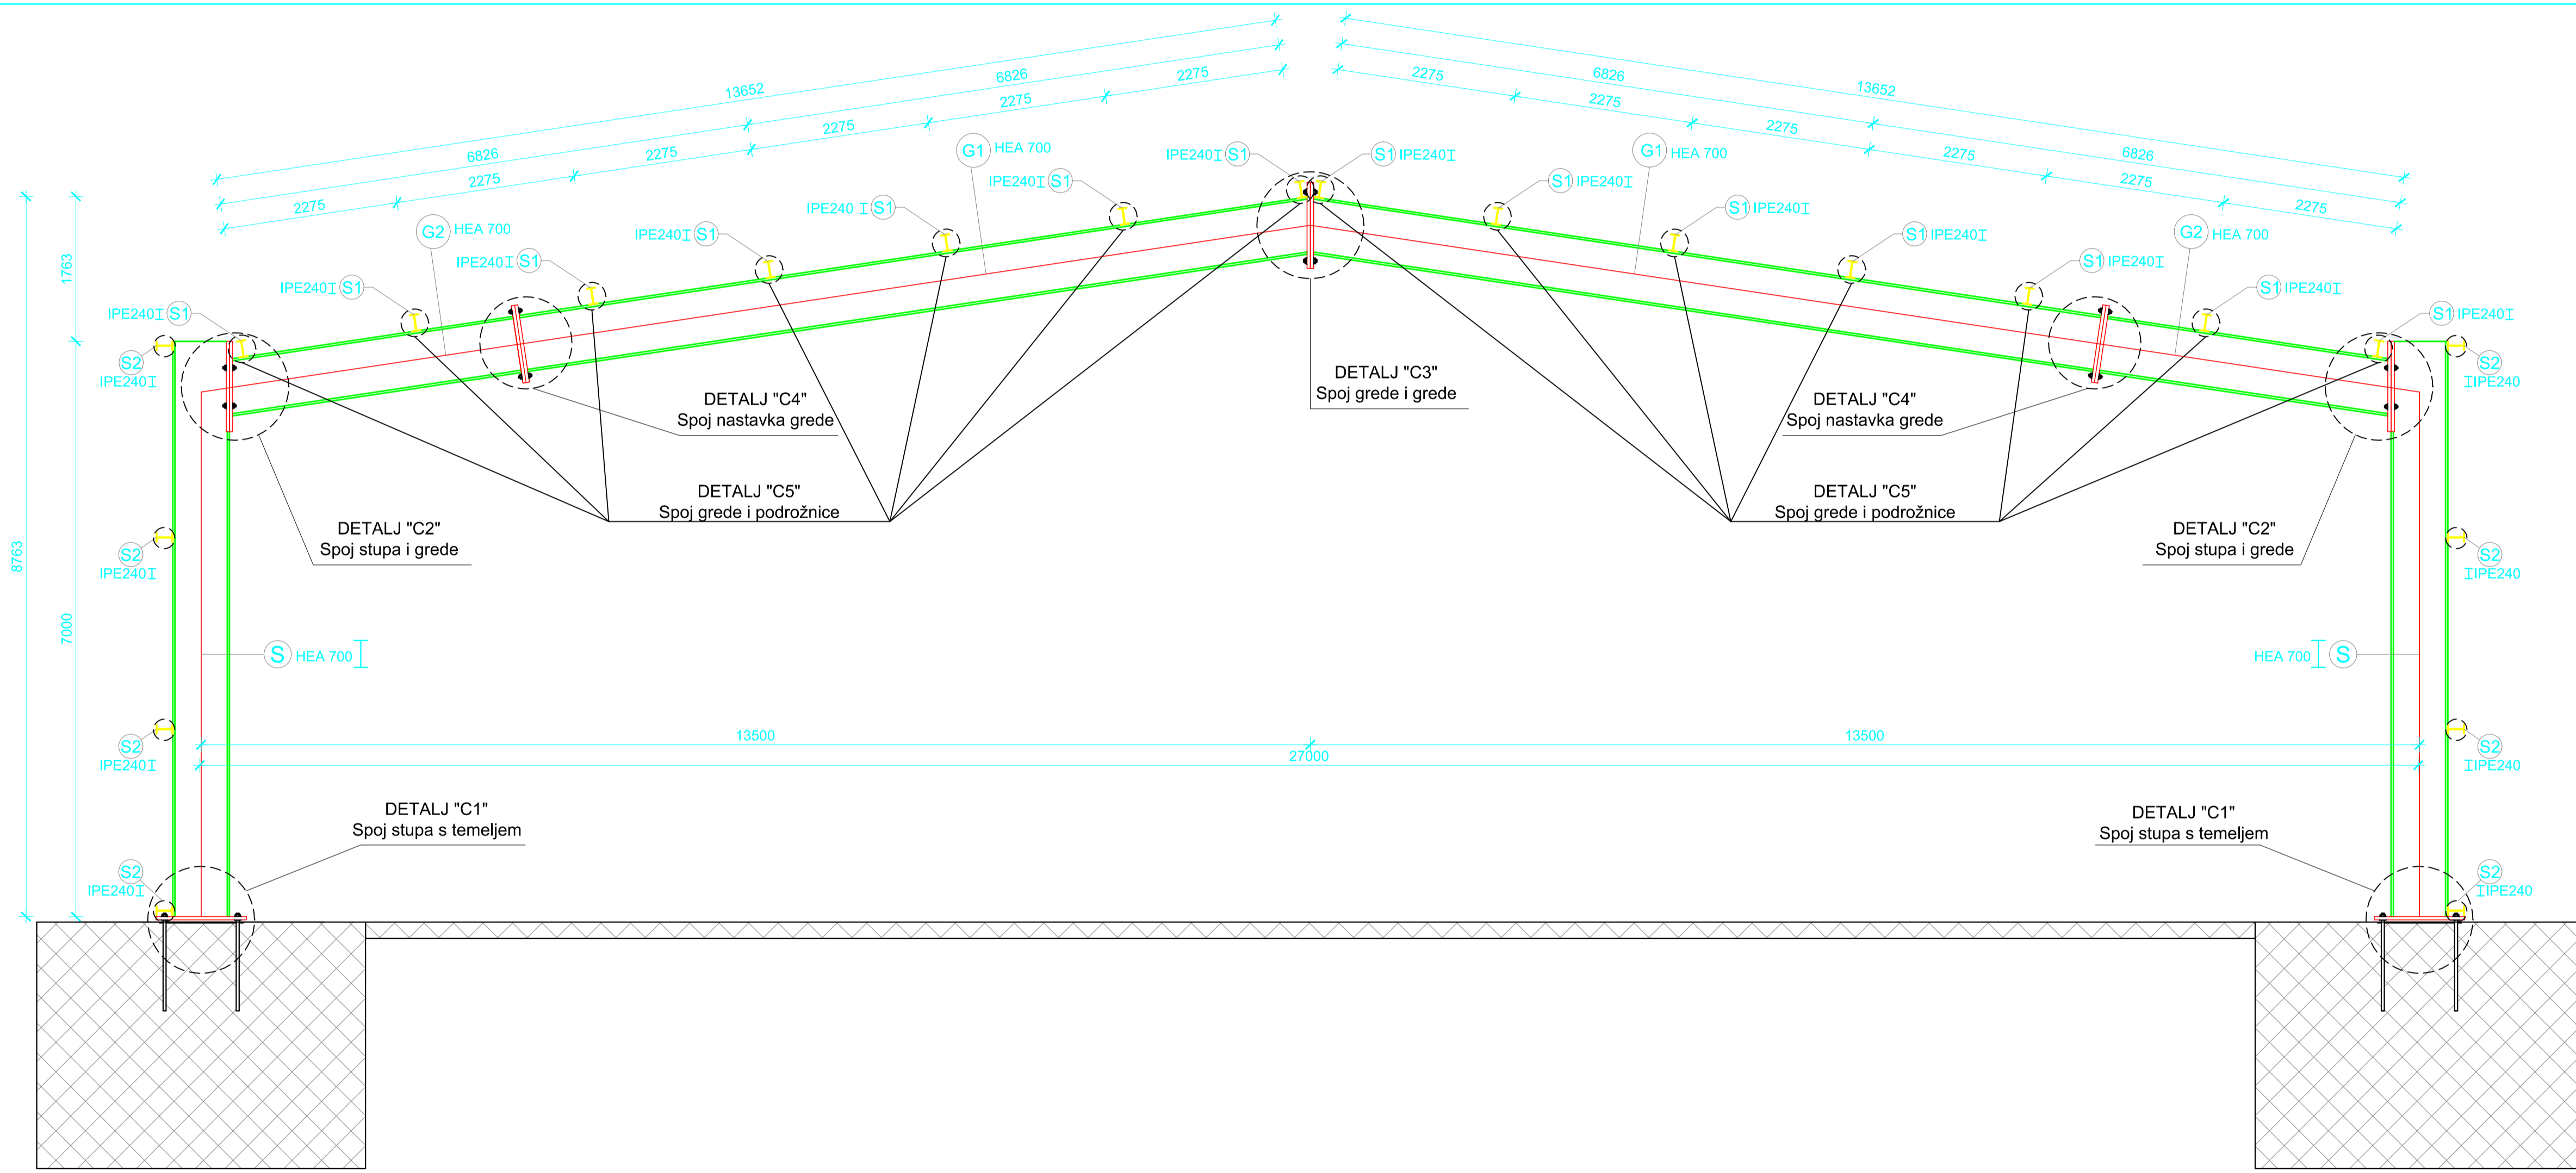 13652
13652
6826
6826
6826
6826
2275
2275
2275
2275
2275
2275
2275
2275
2275
2275
2275
2275
G1 HEA 700
G1 HEA 700
G2 HEA 700
G2 HEA 700
IPE240 S1
IPE240 S1
IPE240 S1
IPE240 S1
IPE240 S1
IPE240 S1
IPE240 S1
S1 IPE240
S1 IPE240
S1 IPE240
S1 IPE240
S1 IPE240
S1 IPE240
S1 IPE240
1763
8763
7000
S2
IPE240
S2
IPE240
DETALJ "C3"
Spoj grede i grede
DETALJ "C4"
Spoj nastavka grede
DETALJ "C4"
Spoj nastavka grede
DETALJ "C5"
Spoj grede i podrožnice
DETALJ "C5"
Spoj grede i podrožnice
DETALJ "C2"
Spoj stupa i grede
DETALJ "C2"
Spoj stupa i grede
S2
IPE240
S2
IPE240
S HEA 700
HEA 700 S
13500
13500
27000
S2
IPE240
S2
IPE240
DETALJ "C1"
Spoj stupa s temeljem
DETALJ "C1"
Spoj stupa s temeljem
S2
IPE240
S2
IPE240